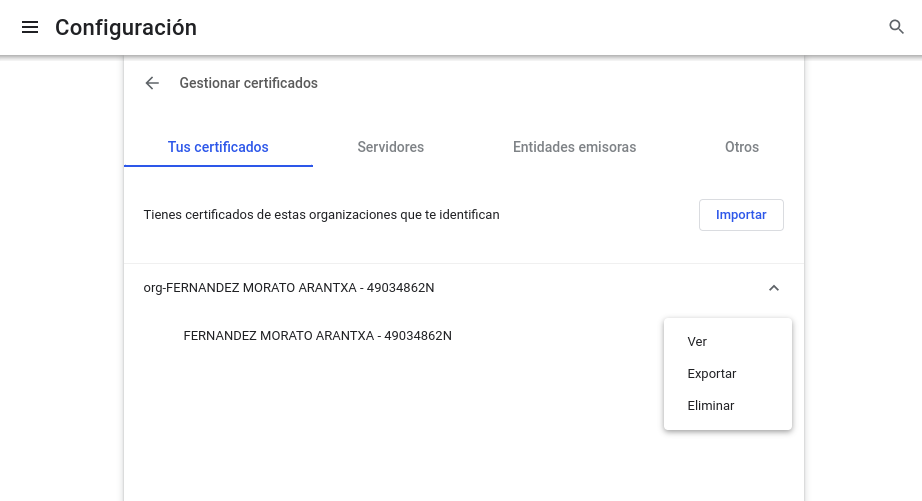 Configuración
Gestionar certificados
Tus certificados
Servidores
Entidades emisoras
Otros
Tienes certificados de estas organizaciones que te identifican
Importar
org-FERNANDEZ MORATO ARANTXA - 49034862N
FERNANDEZ MORATO ARANTXA - 49034862N
Ver
Exportar
Eliminar